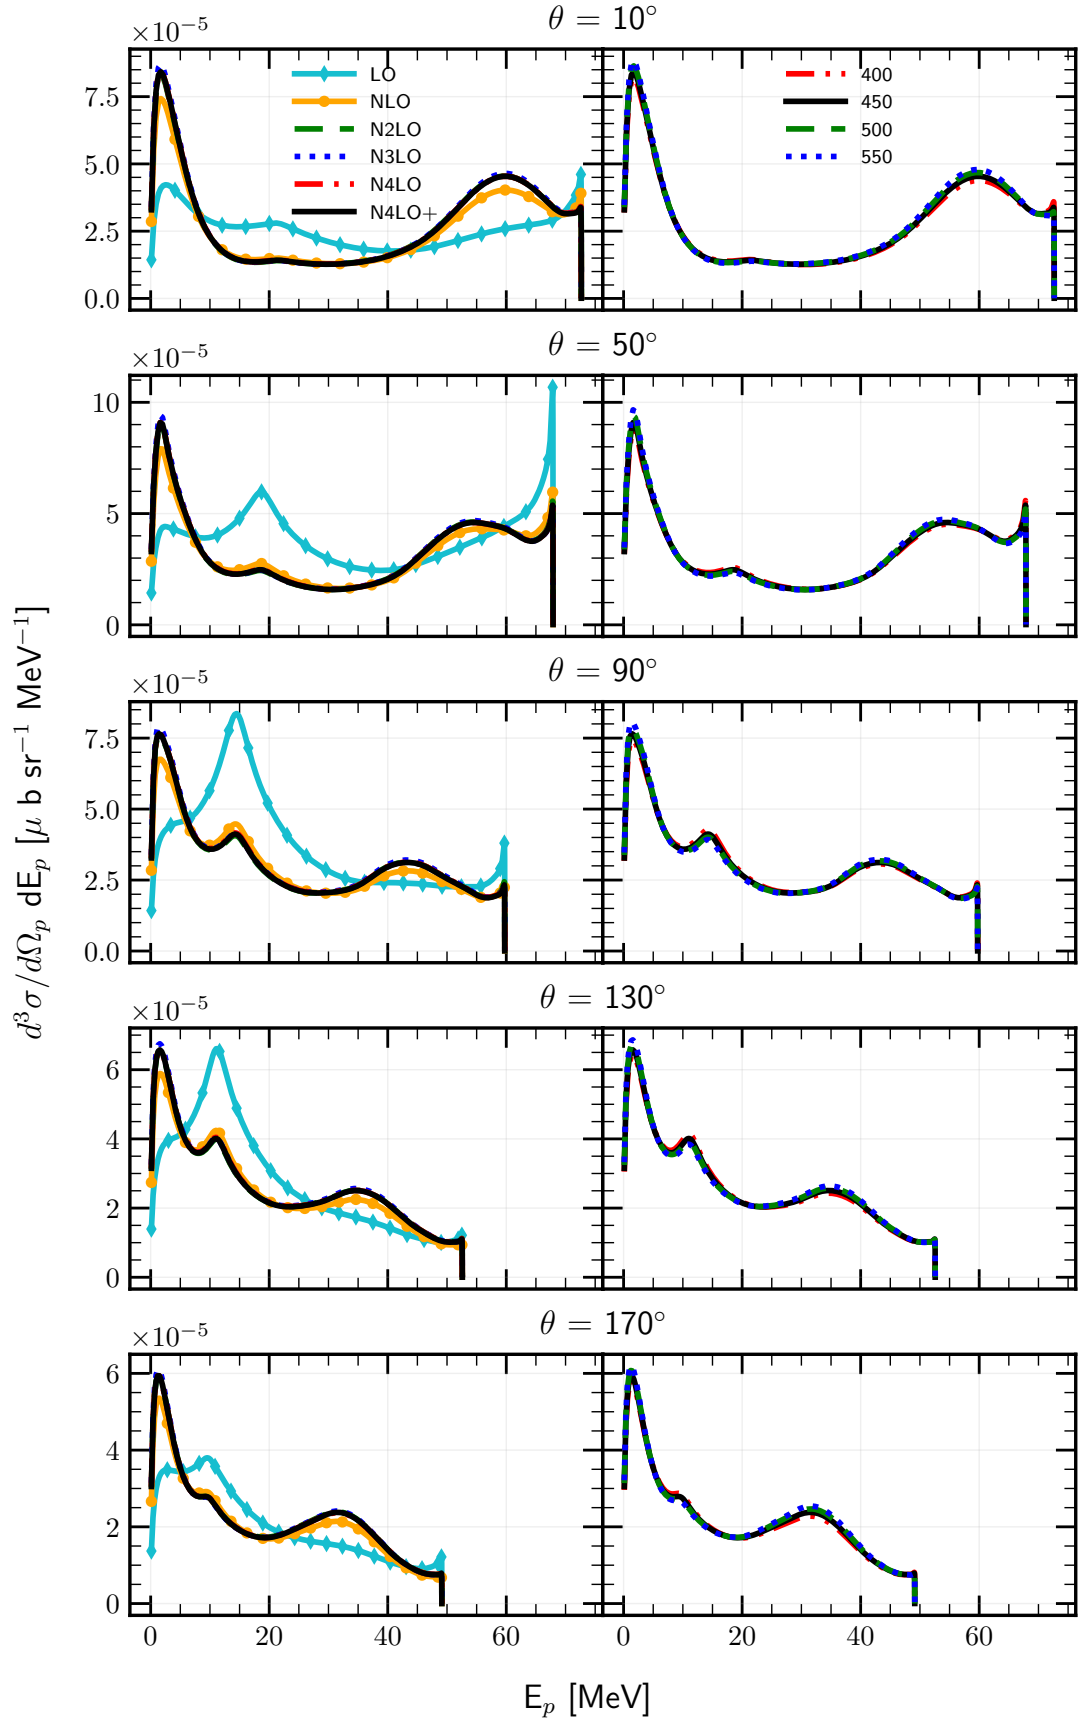 θ = 10°
×10⁻⁵
LO
NLO
N2LO
N3LO
N4LO
N4LO+
400
450
500
550
7.5
5.0
2.5
0.0
θ = 50°
×10⁻⁵
10
5
0
θ = 90°
×10⁻⁵
7.5
5.0
2.5
0.0
θ = 130°
×10⁻⁵
6
4
2
0
θ = 170°
×10⁻⁵
6
4
2
0
0 20 40 60 0 20 40 60
E_p [MeV]
d³σ/dΩ_p dE_p [μ b sr⁻¹ MeV⁻¹]